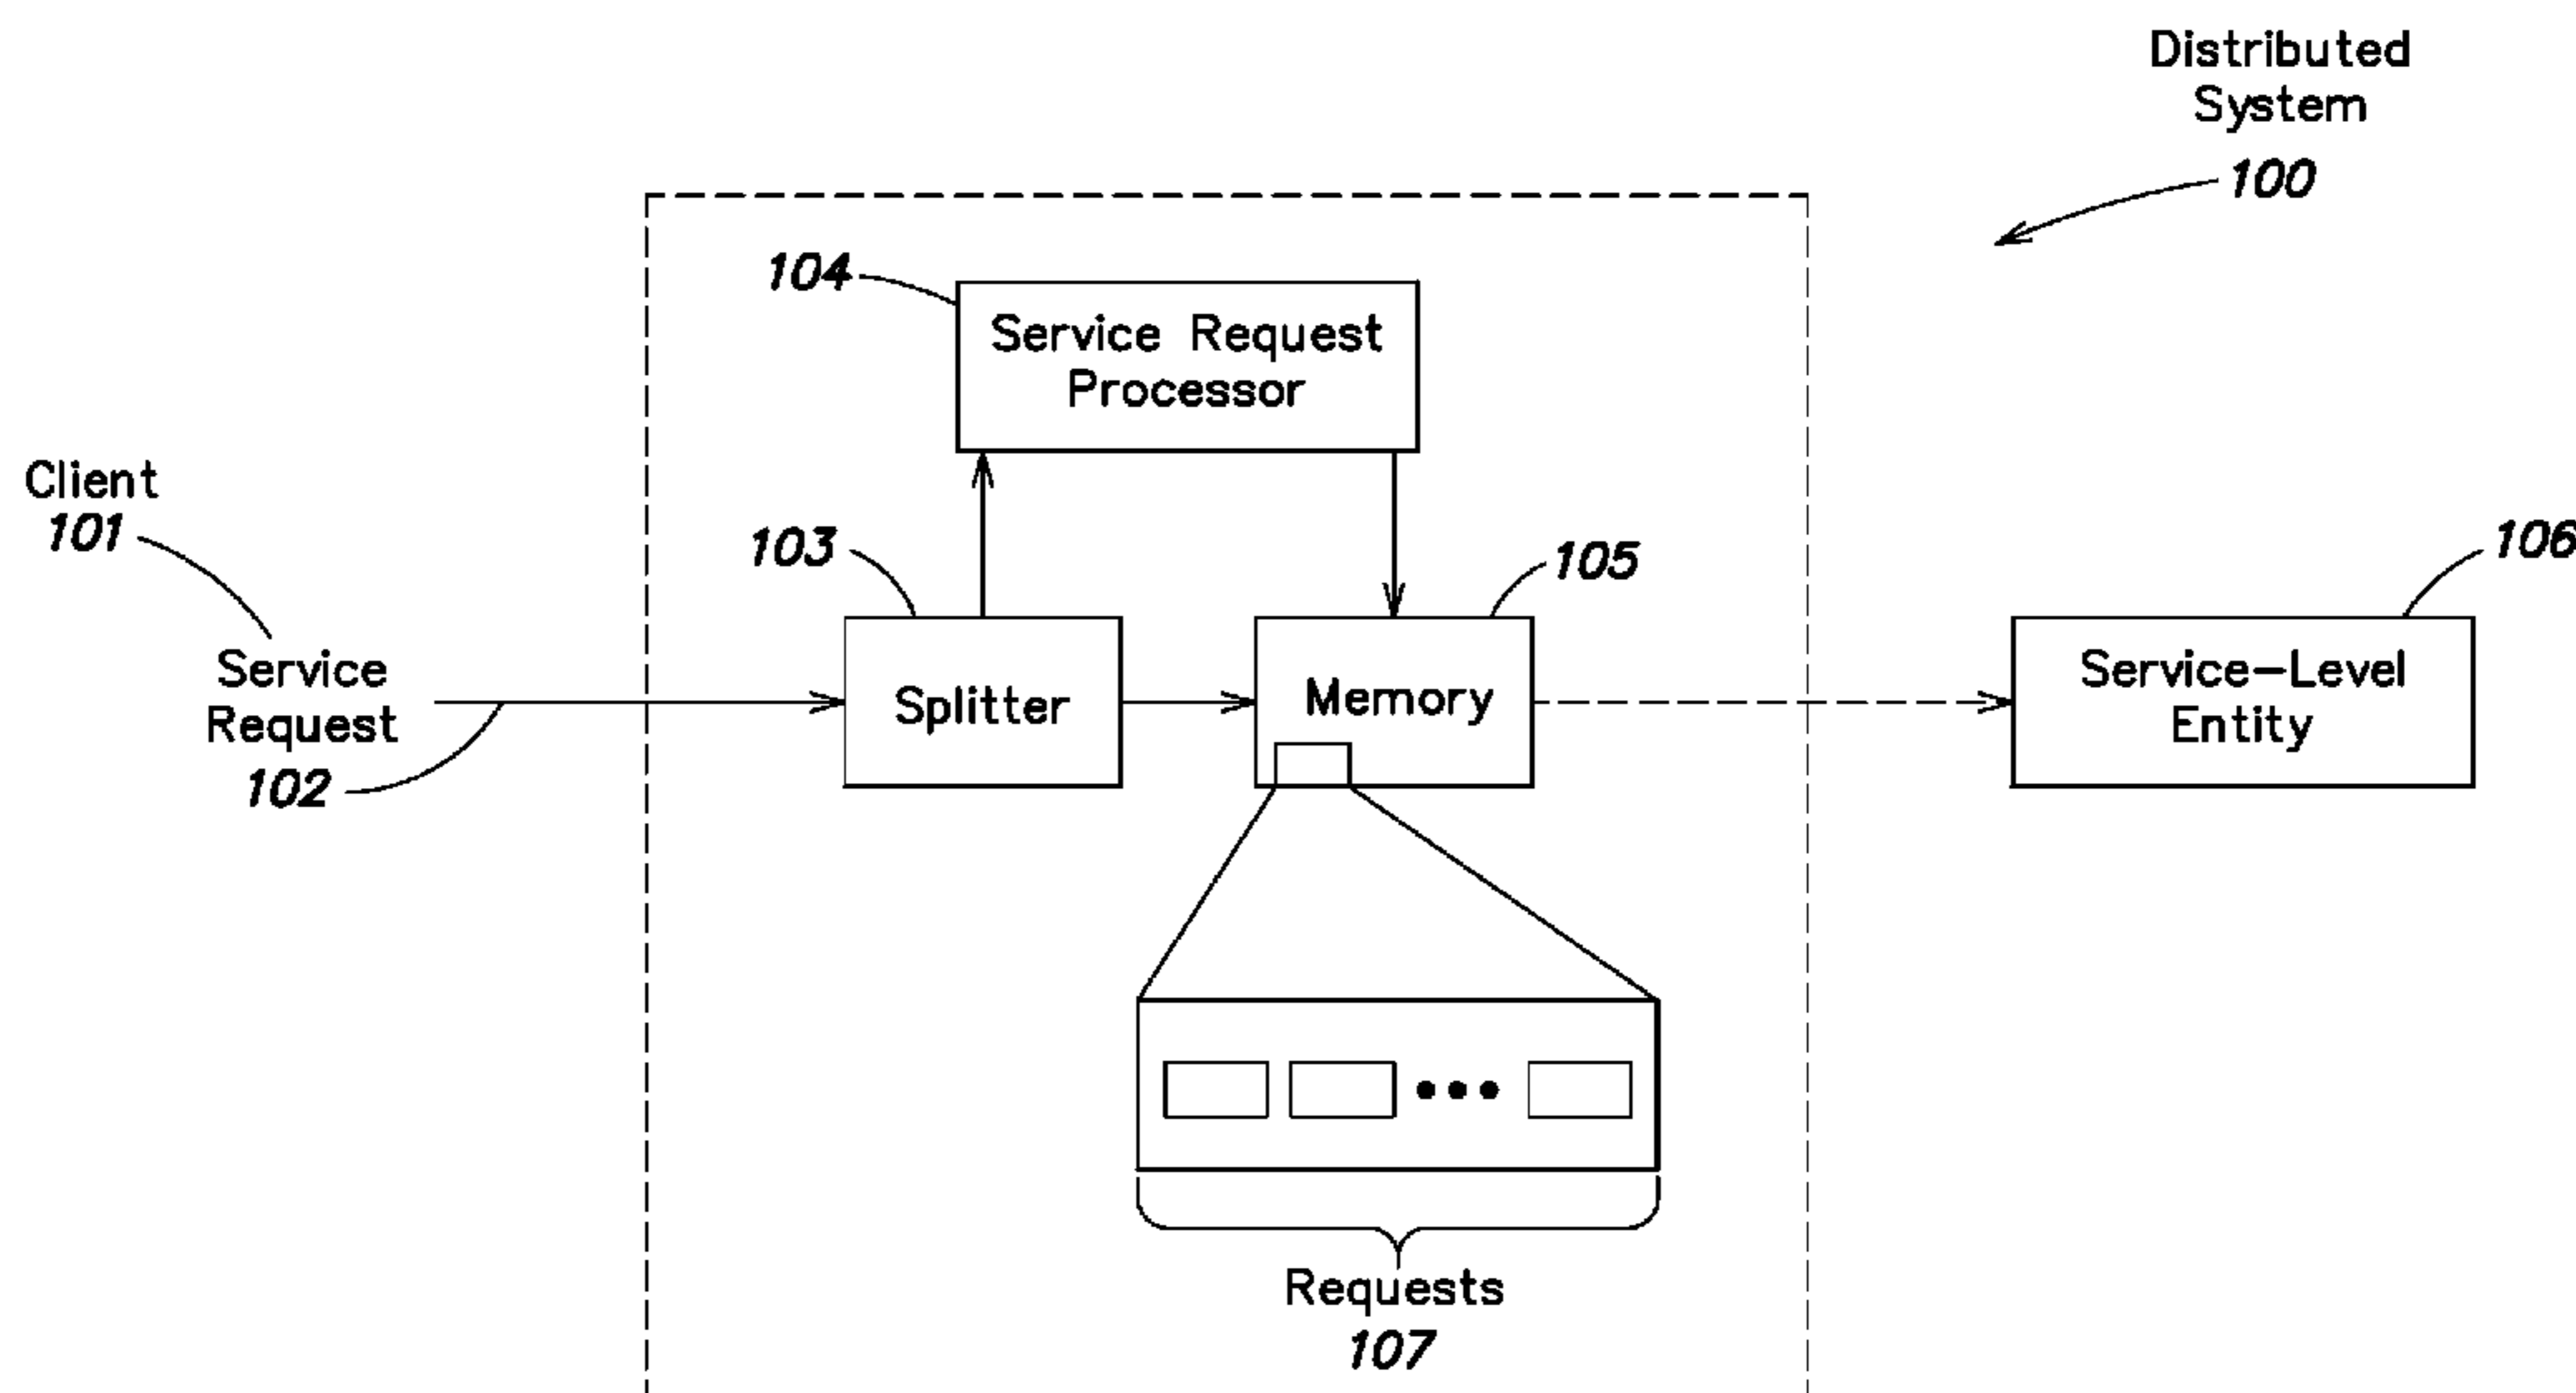 Distributed
System
100
104
Service Request
Processor
Client
101
103
105
106
Service
Request
102
Splitter
Memory
Service-Level
Entity
Requests
107